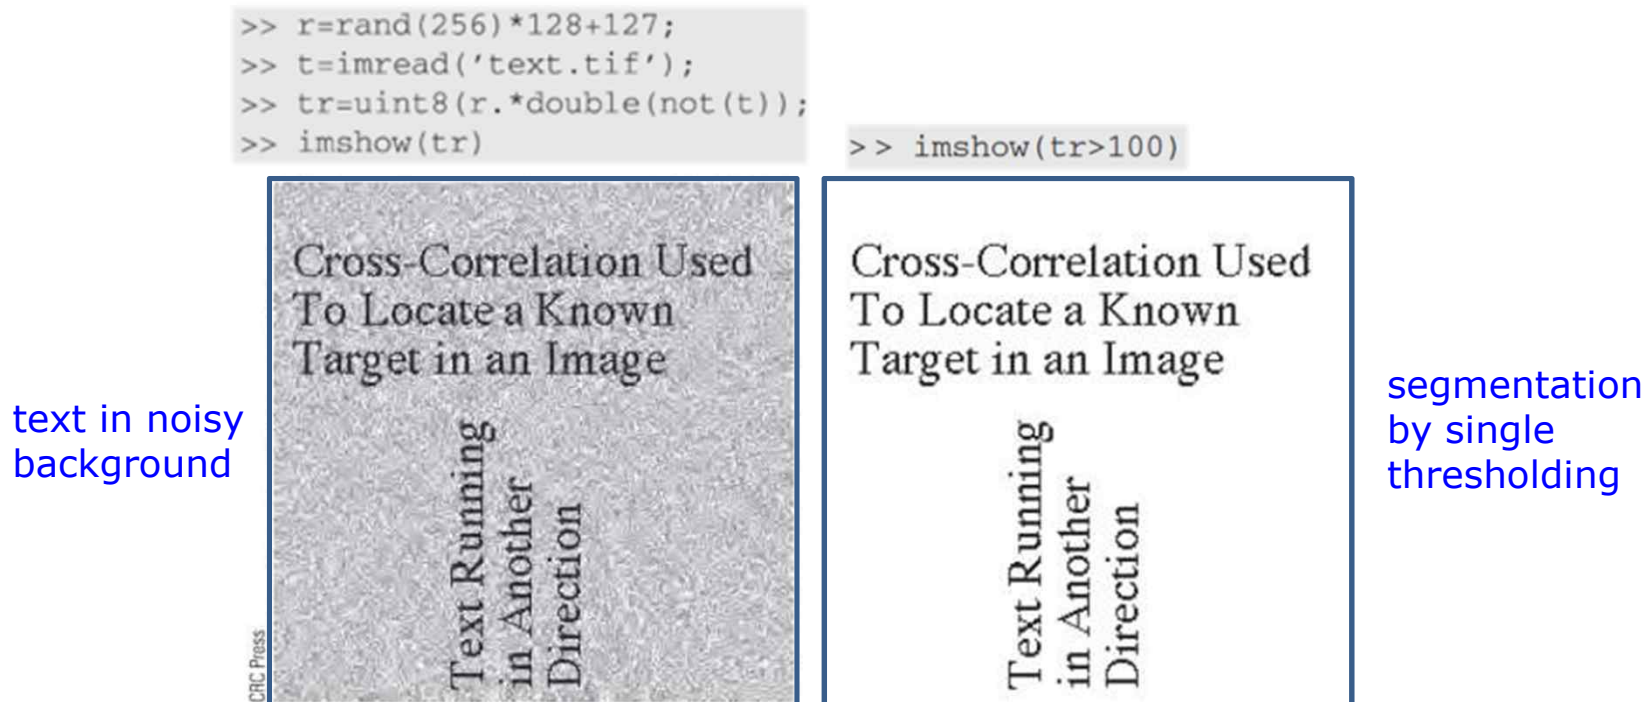 >> r=rand(256)*128+127;
>> t=imread('text.tif');
>> tr=uint8(r.*double(not(t));
>> imshow(tr)
>> imshow(tr>100)
Cross-Correlation Used
To Locate a Known
Target in an Image
Text Running
in Another
Direction
Cross-Correlation Used
To Locate a Known
Target in an Image
Text Running
in Another
Direction
text in noisy
background
segmentation
by single
thresholding
CRC Press